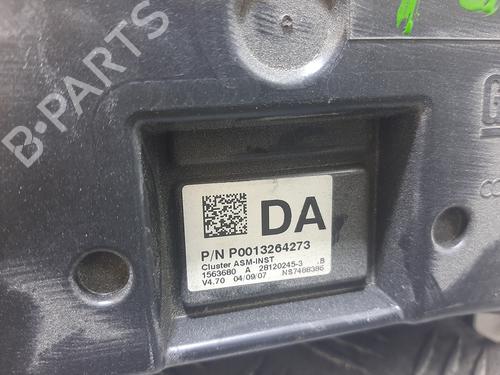 B-PARTS
DA
P/N P0013264273
Cluster ASM-INST
1563680 A 28120245-3 .B
V4.70 04/09/07 NS7488386